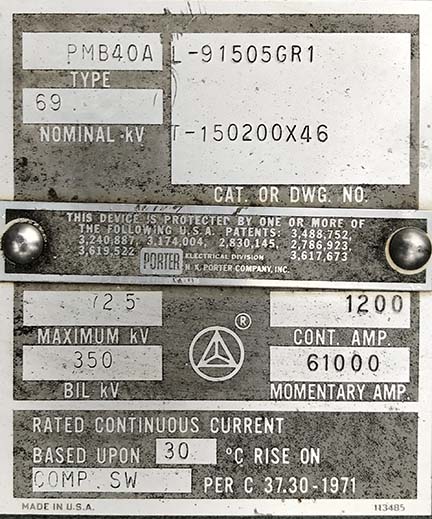 PMB40A L-91505GR1
TYPE
69
NOMINAL kV T-150200X46
CAT. OR DWG. NO.
THIS DEVICE IS PROTECTED BY ONE OR MORE OF
THE FOLLOWING U.S.A. PATENTS: 3,488,752,
3,240,887, 3,174,004, 2,830,145, 2,786,923,
3,619,522 3,617,673
PORTER ELECTRICAL DIVISION
H. K. PORTER COMPANY, INC.
72.5 ® 1200
MAXIMUM kV CONT. AMP.
350 61000
BIL kV MOMENTARY AMP.
RATED CONTINUOUS CURRENT
BASED UPON 30 °C RISE ON
COMP SW PER C 37.30-1971
MADE IN U.S.A. 113485